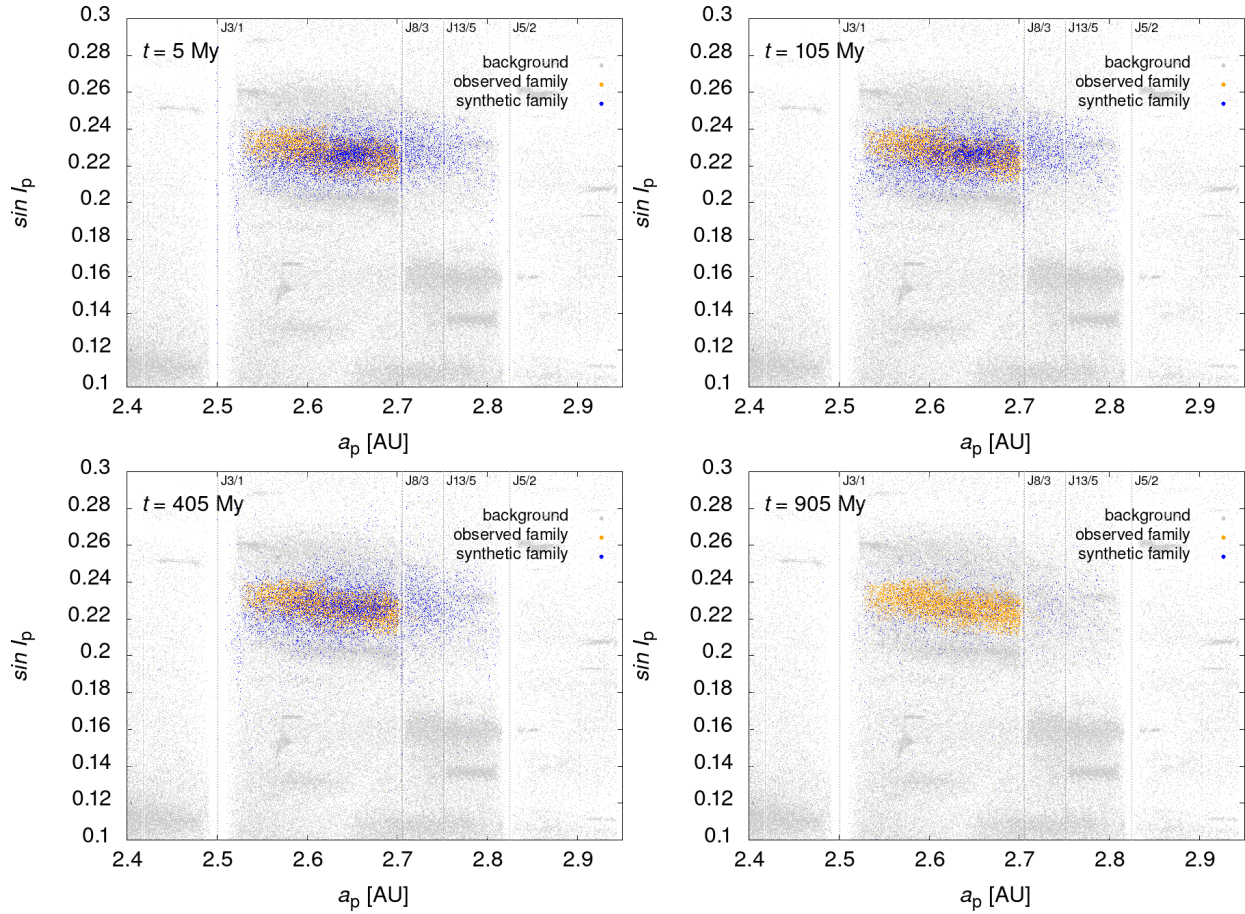 0.3
0.28
0.26
0.24
0.22
0.2
0.18
0.16
0.14
0.12
0.1
2.4 2.5 2.6 2.7 2.8 2.9
sin Ip
ap [AU]
J3/1 J8/3 J13/5 J5/2
t = 5 My
background
observed family
synthetic family
0.3
0.28
0.26
0.24
0.22
0.2
0.18
0.16
0.14
0.12
0.1
2.4 2.5 2.6 2.7 2.8 2.9
sin Ip
ap [AU]
J3/1 J8/3 J13/5 J5/2
t = 105 My
background
observed family
synthetic family
0.3
0.28
0.26
0.24
0.22
0.2
0.18
0.16
0.14
0.12
0.1
2.4 2.5 2.6 2.7 2.8 2.9
sin Ip
ap [AU]
J3/1 J8/3 J13/5 J5/2
t = 405 My
background
observed family
synthetic family
0.3
0.28
0.26
0.24
0.22
0.2
0.18
0.16
0.14
0.12
0.1
2.4 2.5 2.6 2.7 2.8 2.9
sin Ip
ap [AU]
J3/1 J8/3 J13/5 J5/2
t = 905 My
background
observed family
synthetic family